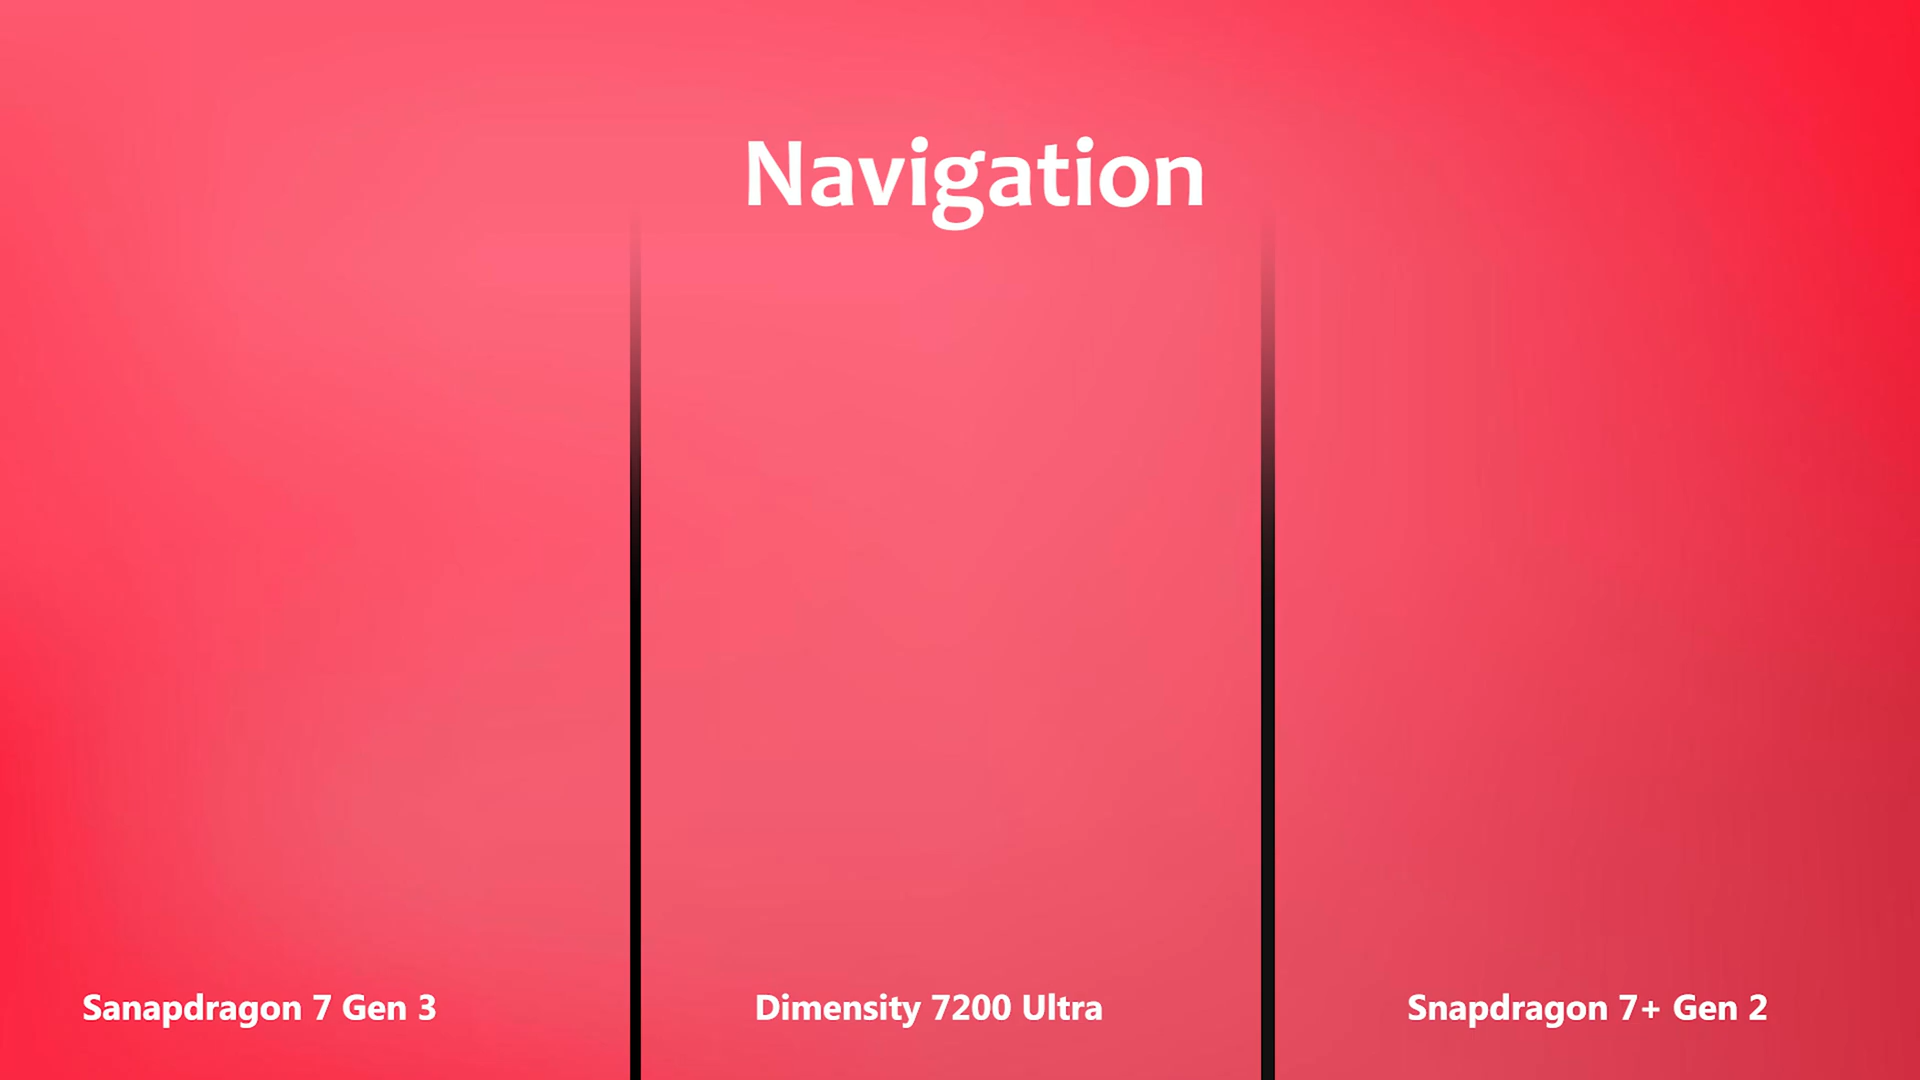 Navigation
Sanapdragon 7 Gen 3
Dimensity 7200 Ultra
Snapdragon 7+ Gen 2